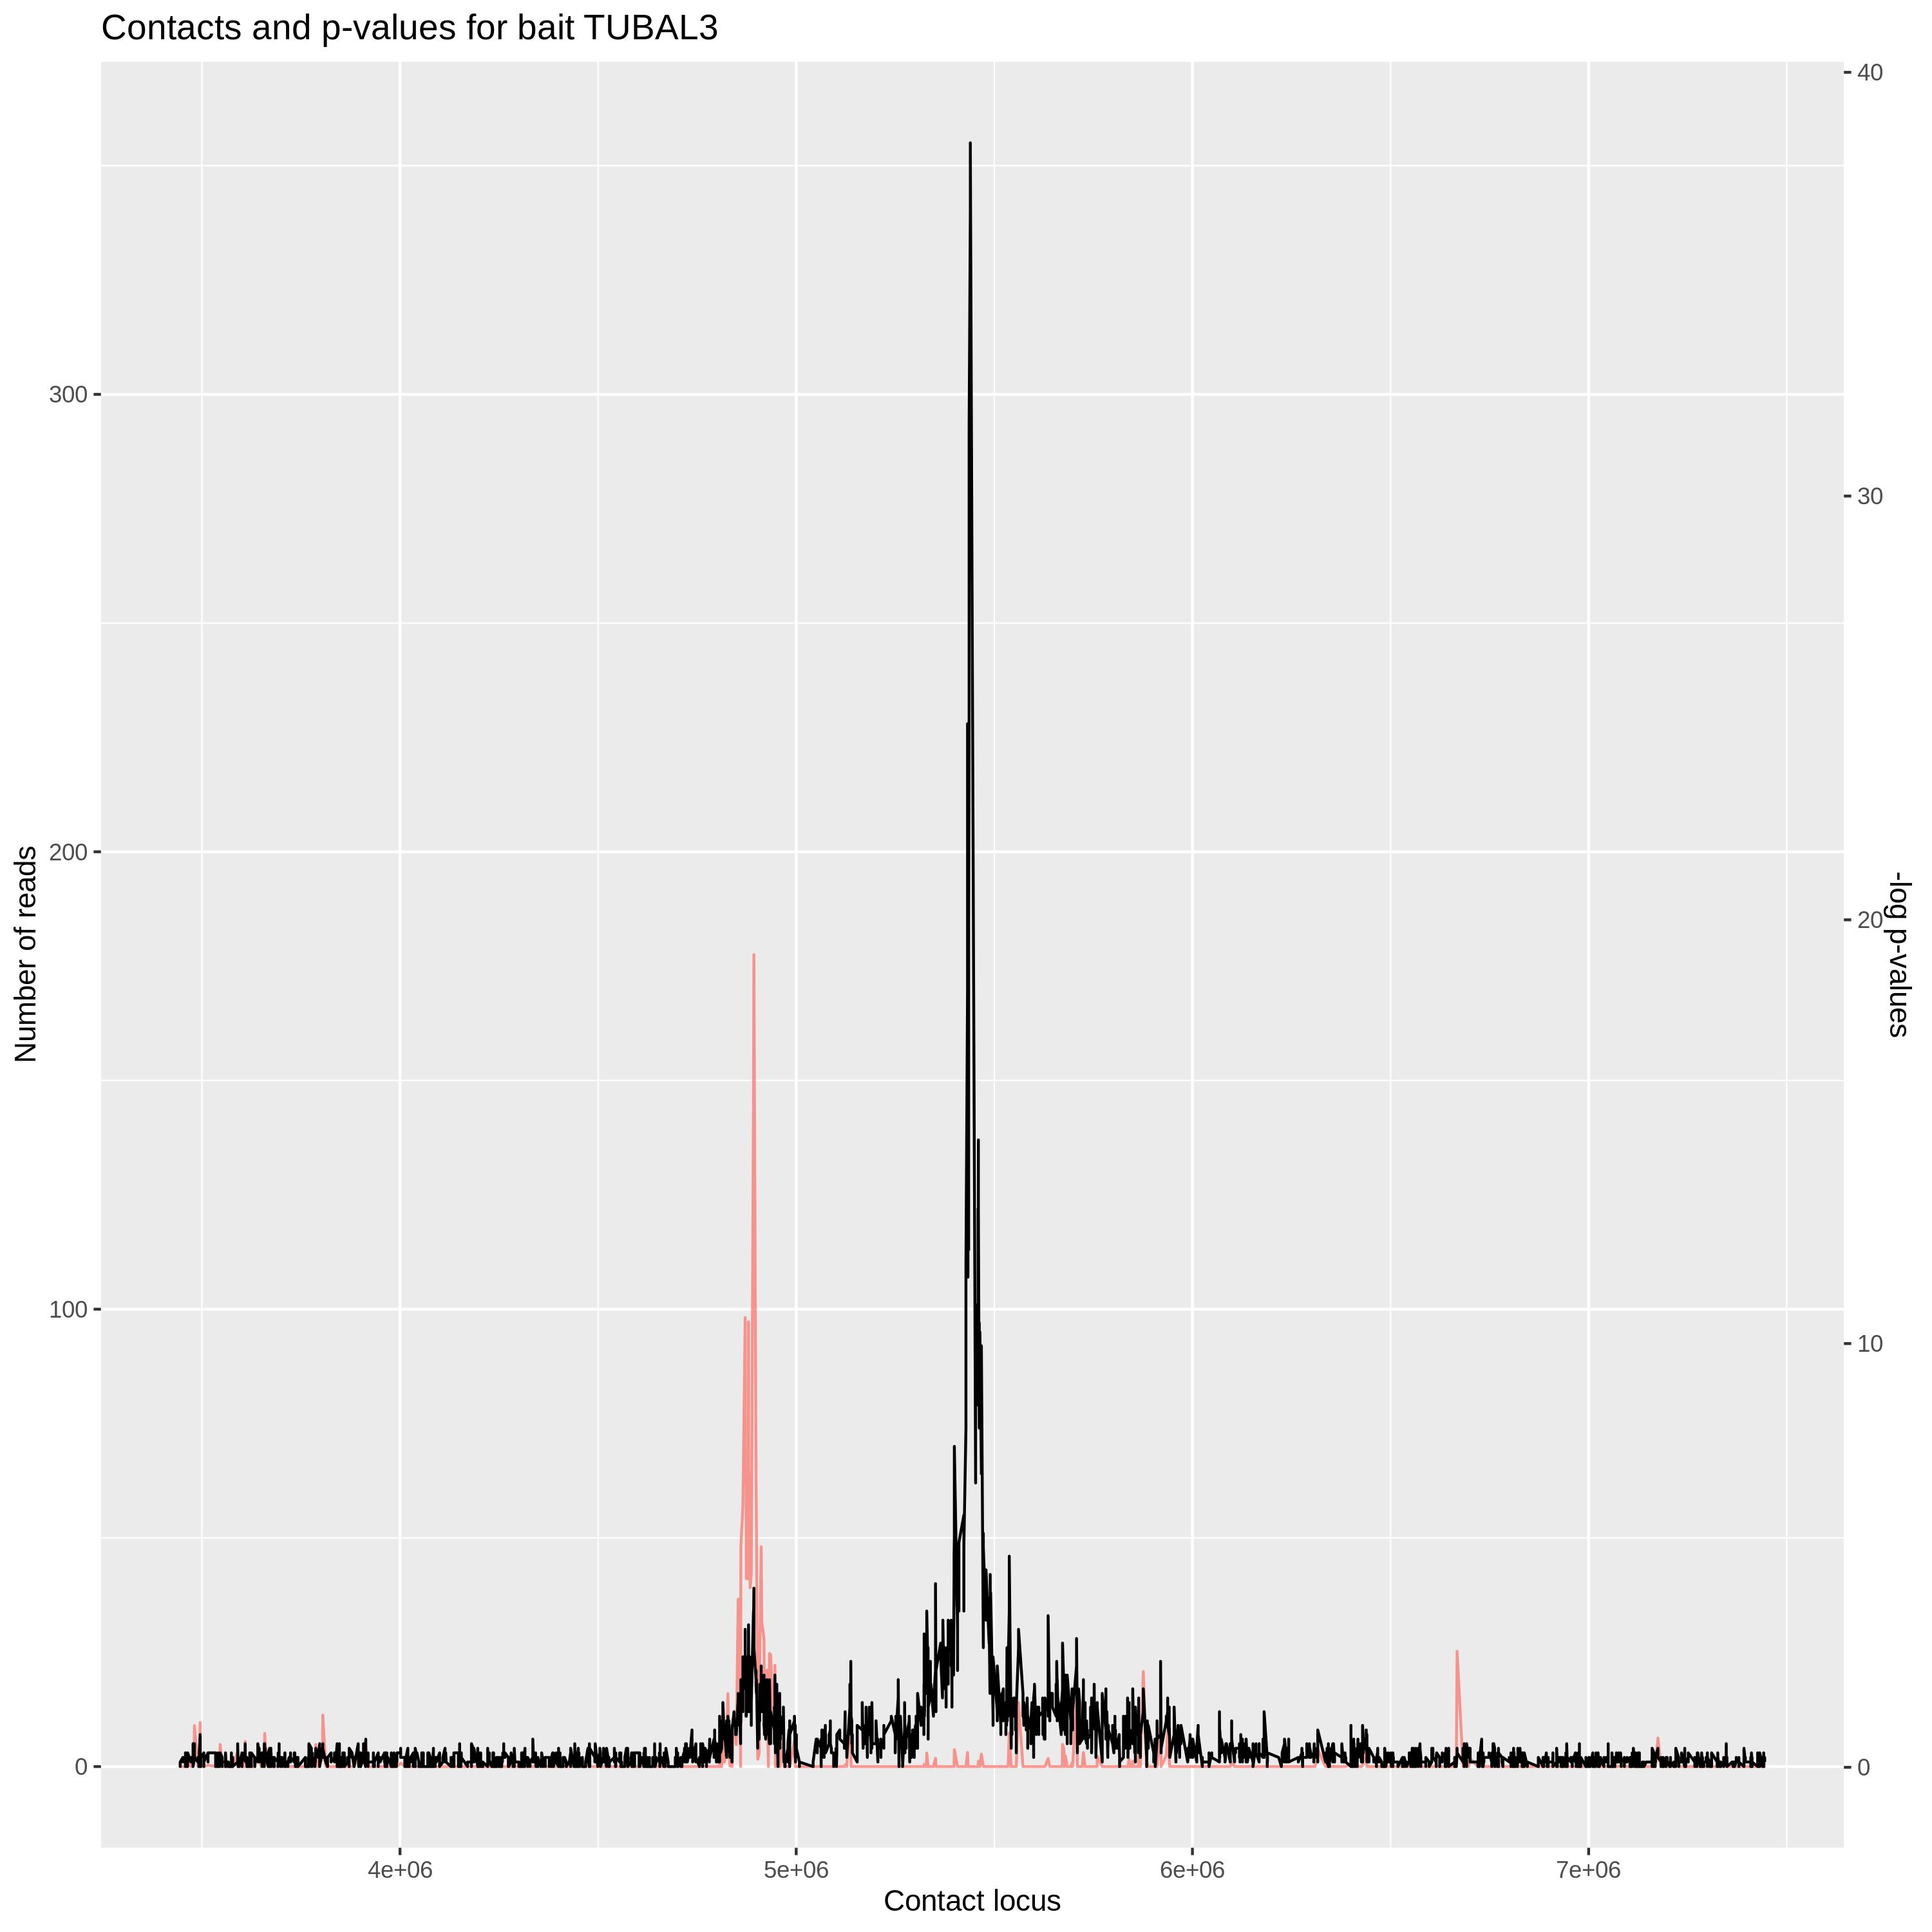 Contacts and p-values for bait TUBAL3
Number of reads
300
200
100
0
40
30
20
10
0
-log p-values
4e+06 5e+06 6e+06 7e+06
Contact locus